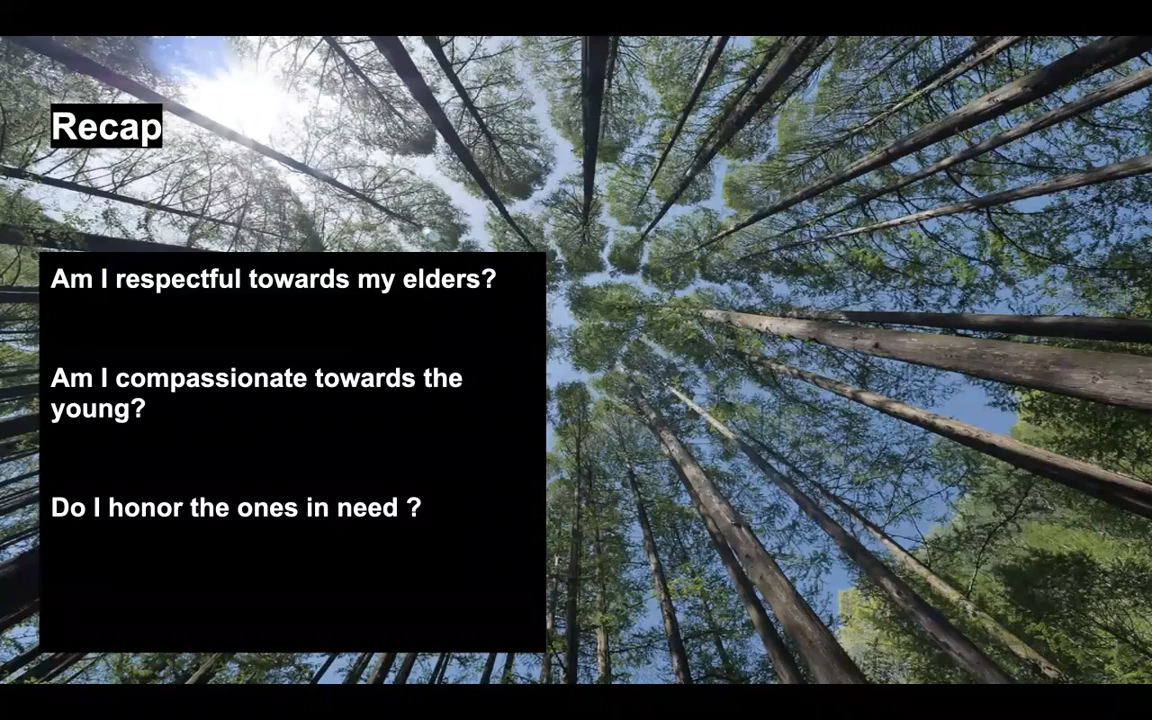 Recap
Am I respectful towards my elders?
Am I compassionate towards the
young?
Do I honor the ones in need ?